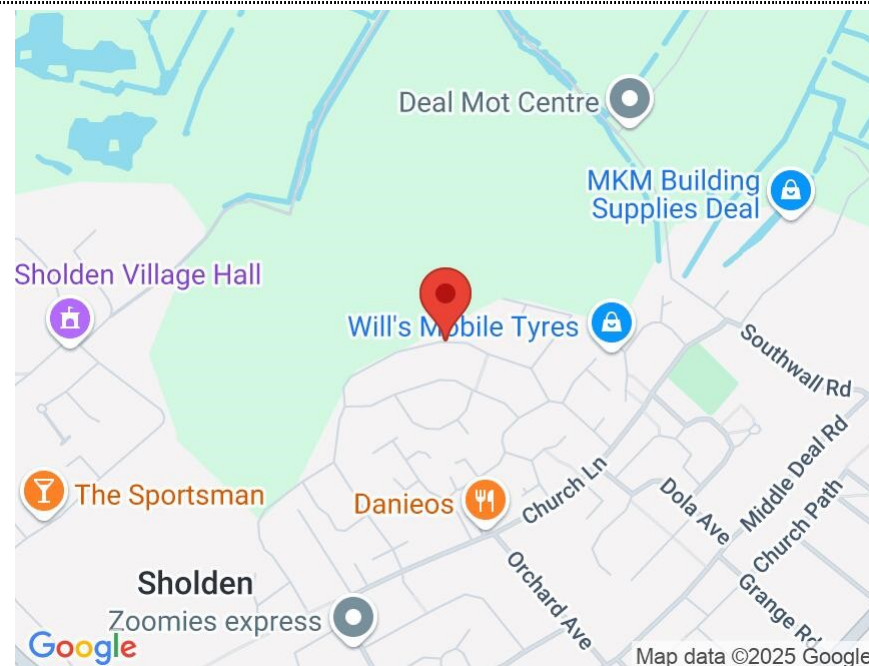 Deal Mot Centre
MKM Building
Supplies Deal
Sholden Village Hall
Will's Mobile Tyres
Southwall Rd
Middle Deal Rd
The Sportsman
Danieos
Church Ln
Dola Ave
Church Path
Sholden
Orchard Ave
Grange Rd
Zoomies express
Google
Map data ©2025 Google